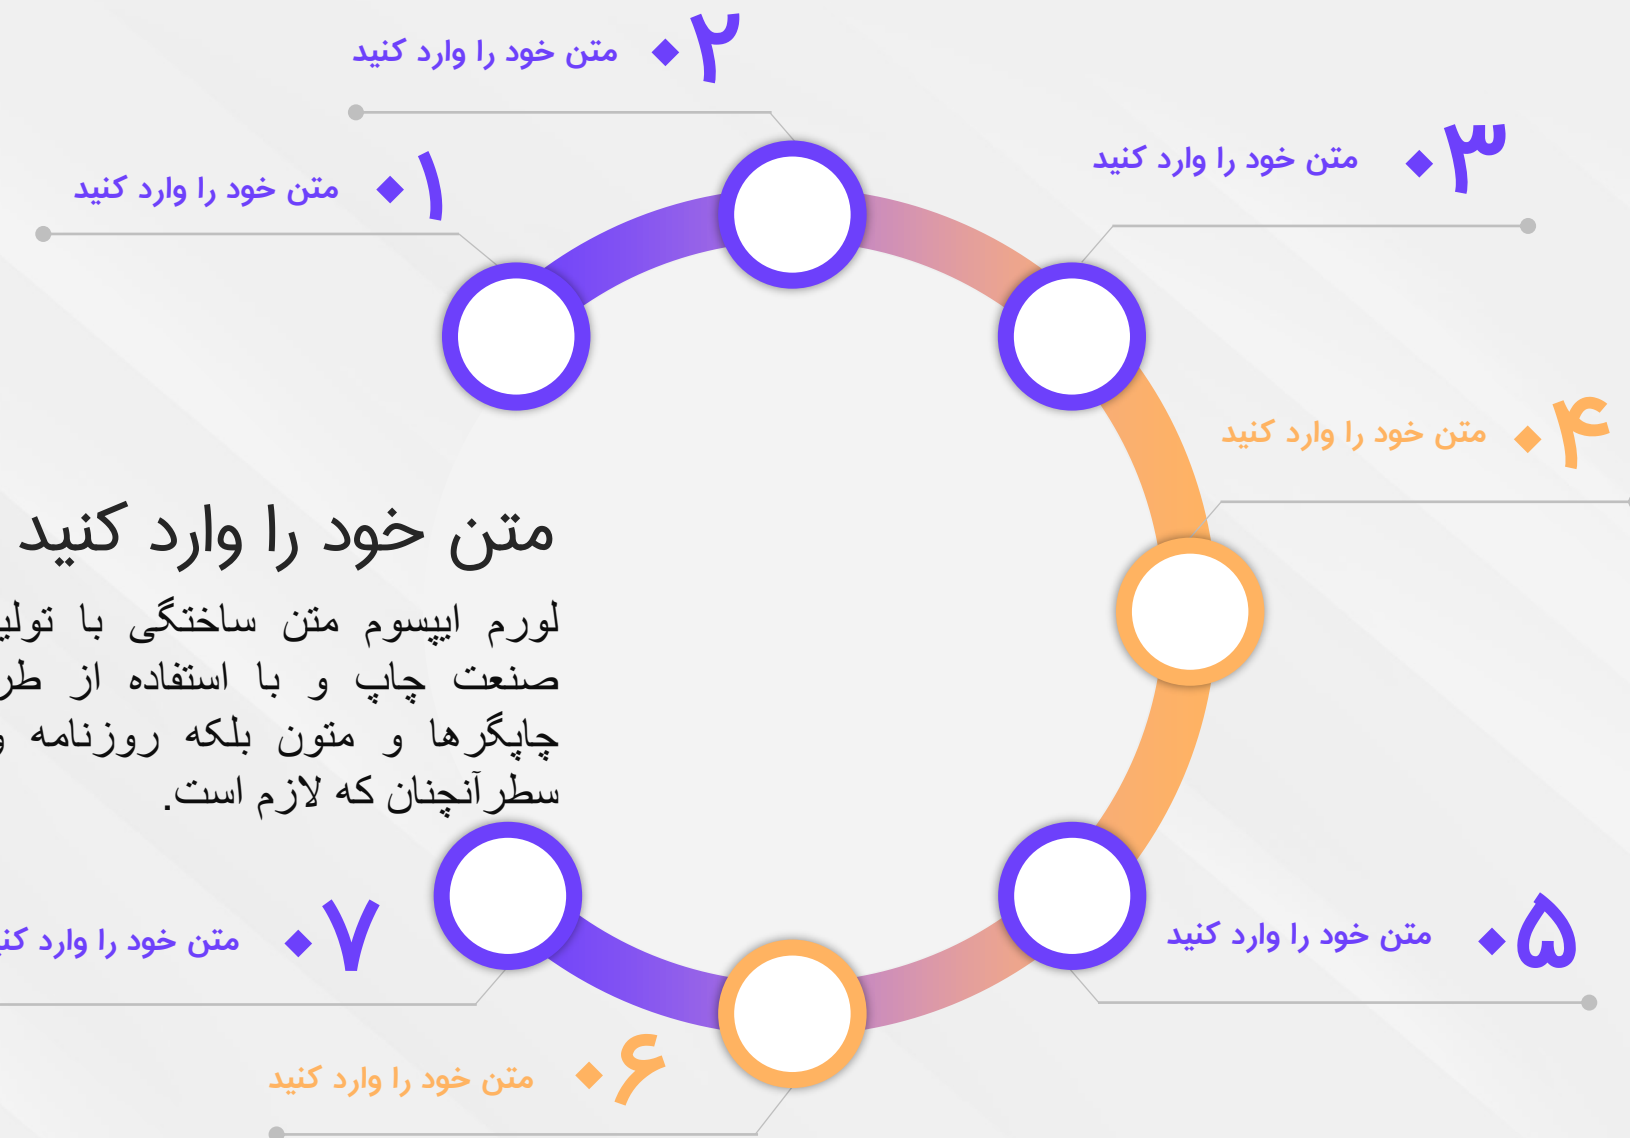 ۰۱
متن خود را وارد کنید
۰۲
متن خود را وارد کنید
۰۳
متن خود را وارد کنید
۰۴
متن خود را وارد کنید
متن خود را وارد کنید
لورم ایپسوم متن ساختگی با
صنعت چاپ و با استفاده از
چاپگرها و متون بلکه روزنامه
سطرآنچنان که لازم است.
۰۵
متن خود را وارد کنید
۰۶
متن خود را وارد کنید
۰۷
متن خود را وارد